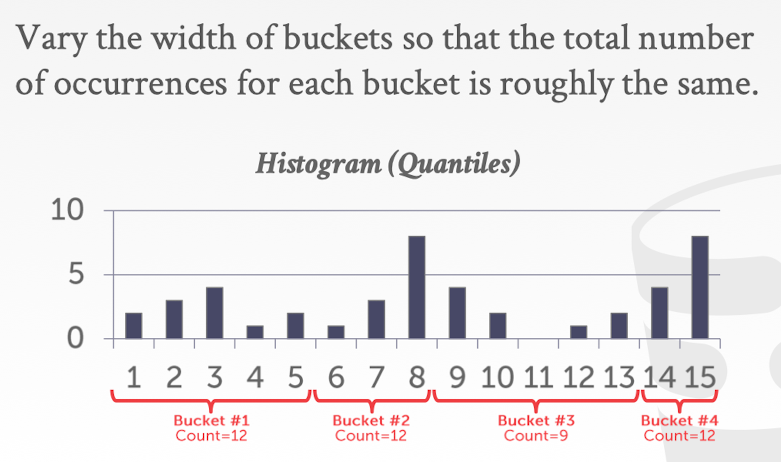 Vary the width of buckets so that the total number
of occurrences for each bucket is roughly the same.
Histogram (Quantiles)
10
5
0
1 2 3 4 5 6 7 8 9 10 11 12 13 14 15
Bucket #1 Bucket #2 Bucket #3 Bucket #4
Count=12 Count=12 Count=9 Count=12